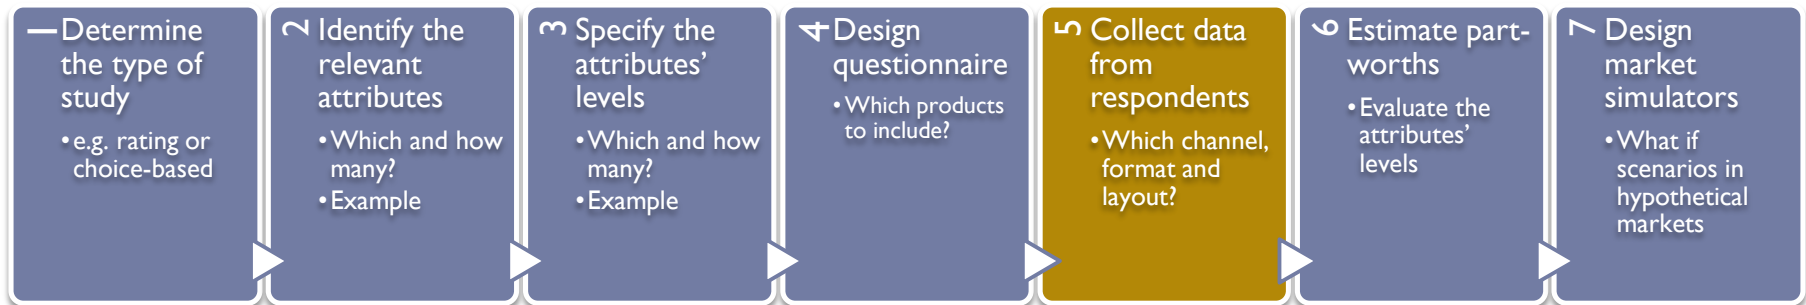 1 Determine
the type of
study
•e.g. rating or
choice-based
2 Identify the
relevant
attributes
•Which and how
many?
•Example
3 Specify the
attributes’
levels
•Which and how
many?
•Example
4 Design
questionnaire
•Which products
to include?
5 Collect data
from
respondents
•Which channel,
format and
layout?
6 Estimate part-
worths
•Evaluate the
attributes’
levels
7 Design
market
simulators
•What if
scenarios in
hypothetical
markets